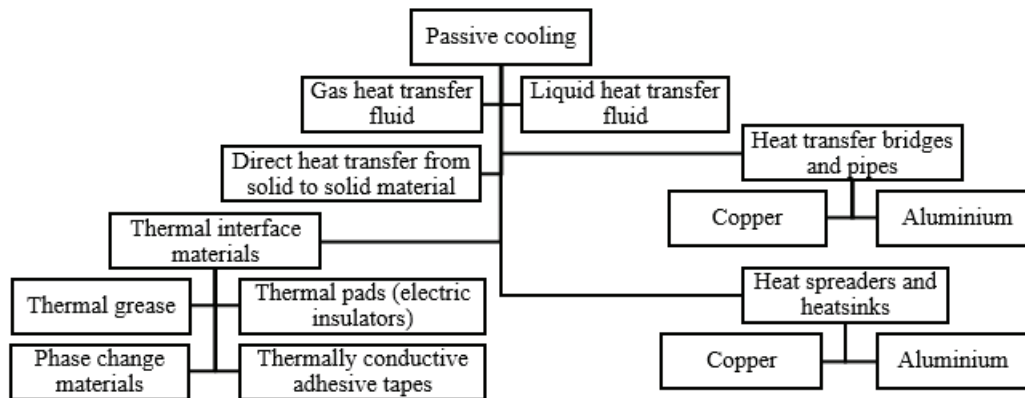 Passive cooling
Gas heat transfer
fluid
Liquid heat transfer
fluid
Direct heat transfer from
solid to solid material
Heat transfer bridges
and pipes
Copper
Aluminium
Thermal interface
materials
Thermal grease
Thermal pads (electric
insulators)
Phase change
materials
Thermally conductive
adhesive tapes
Heat spreaders and
heatsinks
Copper
Aluminium